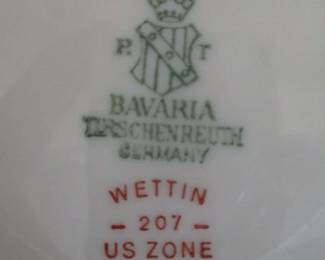 P. T
BAVARIA
TIRSCHENREUTH
GERMANY
WETTIN
- 207 -
US ZONE